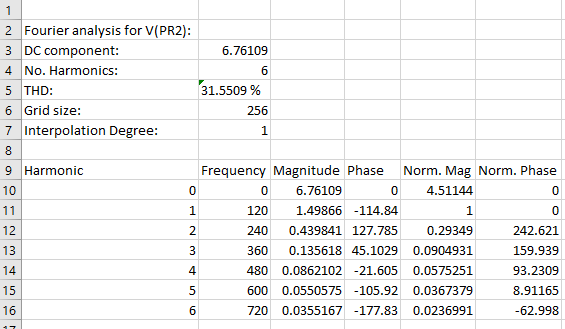 1
2 Fourier analysis for V(PR2):
3 DC component: 6.76109
4 No. Harmonics: 6
5 THD: 31.5509 %
6 Grid size: 256
7 Interpolation Degree: 1
8
9 Harmonic Frequency Magnitude Phase Norm. Mag Norm. Phase
10 0 0 6.76109 0 4.51144 0
11 1 120 1.49866 -114.84 1 0
12 2 240 0.439841 127.785 0.29349 242.621
13 3 360 0.135618 45.1029 0.0904931 159.939
14 4 480 0.0862102 -21.605 0.0575251 93.2309
15 5 600 0.0550575 -105.92 0.0367379 8.91165
16 6 720 0.0355167 -177.83 0.0236991 -62.998